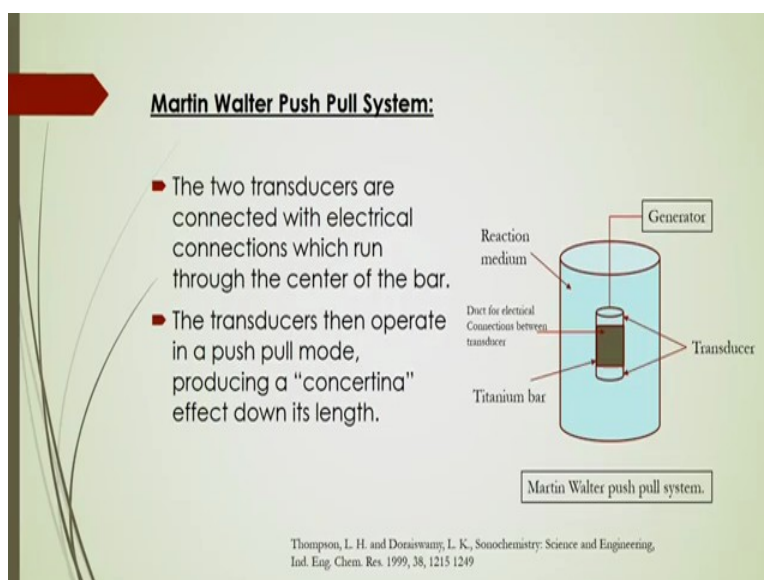 Martin Walter Push Pull System:
The two transducers are
connected with electrical
connections which run
through the center of the bar.
The transducers then operate
in a push pull mode,
producing a "concertina"
effect down its length.
Generator
Reaction
medium
Duct for electrical
Connections between
transducer
Transducer
Titanium bar
Martin Walter push pull system.
Thompson, L. H. and Doraiswamy, L. K., Sonochemistry: Science and Engineering,
Ind. Eng. Chem. Res. 1999, 38, 1215 1249